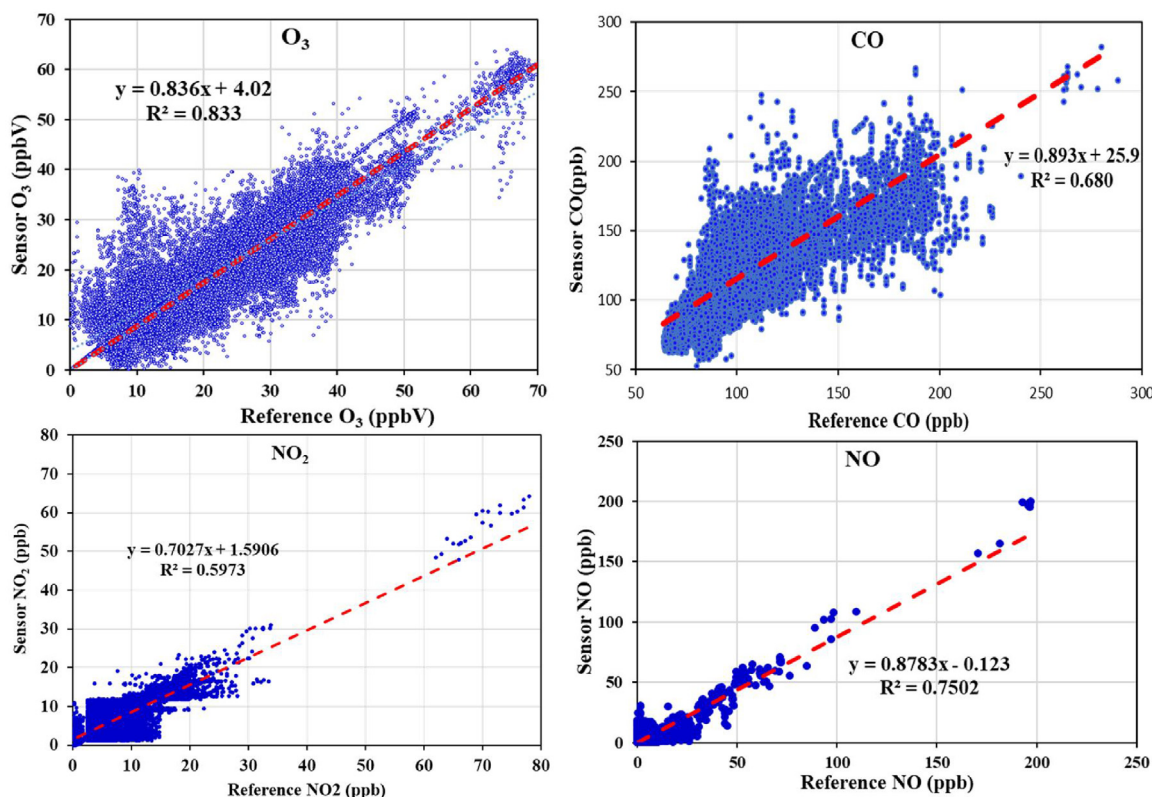 O₃
y = 0.836x + 4.02
R² = 0.833
Sensor O₃ (ppbV)
70
60
50
40
30
20
10
0
0 10 20 30 40 50 60 70
Reference O₃ (ppbV)
CO
y = 0.893x + 25.9
R² = 0.680
Sensor CO(ppb)
300
250
200
150
100
50
50 100 150 200 250 300
Reference CO (ppb)
NO₂
y = 0.7027x + 1.5906
R² = 0.5973
Sensor NO₂ (ppb)
80
70
60
50
40
30
20
10
0
0 10 20 30 40 50 60 70 80
Reference NO2 (ppb)
NO
y = 0.8783x - 0.123
R² = 0.7502
Sensor NO (ppb)
250
200
150
100
50
0
0 50 100 150 200 250
Reference NO (ppb)